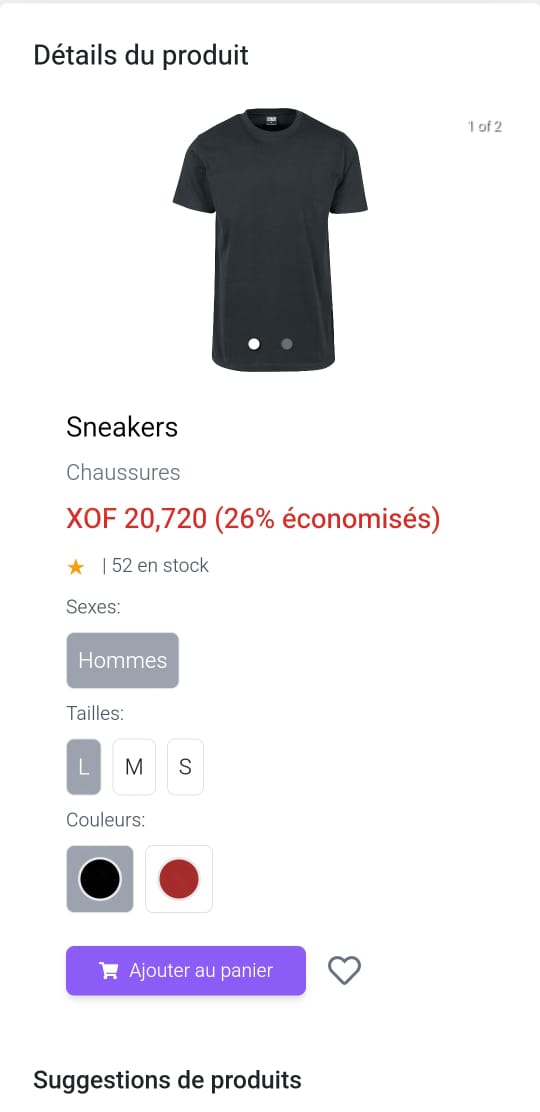 Détails du produit
1 of 2
Sneakers
Chaussures
XOF 20,720 (26% économisés)
| 52 en stock
Sexes:
Hommes
Tailles:
L M S
Couleurs:
Ajouter au panier
Suggestions de produits